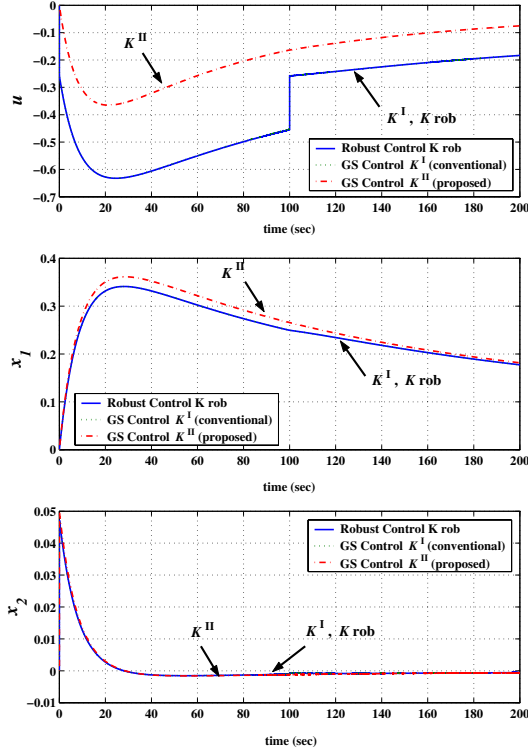 0
−0.1
−0.2
−0.3
−0.4
−0.5
−0.6
−0.7
u
K^II
K^I , K rob
Robust Control K rob
GS Control K^I (conventional)
GS Control K^II (proposed)
0 20 40 60 80 100 120 140 160 180 200
time (sec)
0.4
0.3
0.2
0.1
0
x_1
K^II
K^I , K rob
Robust Control K rob
GS Control K^I (conventional)
GS Control K^II (proposed)
0 20 40 60 80 100 120 140 160 180 200
time (sec)
0.05
0.04
0.03
0.02
0.01
0
−0.01
x_2
Robust Control K rob
GS Control K^I (conventional)
GS Control K^II (proposed)
K^II
K^I , K rob
0 20 40 60 80 100 120 140 160 180 200
time (sec)